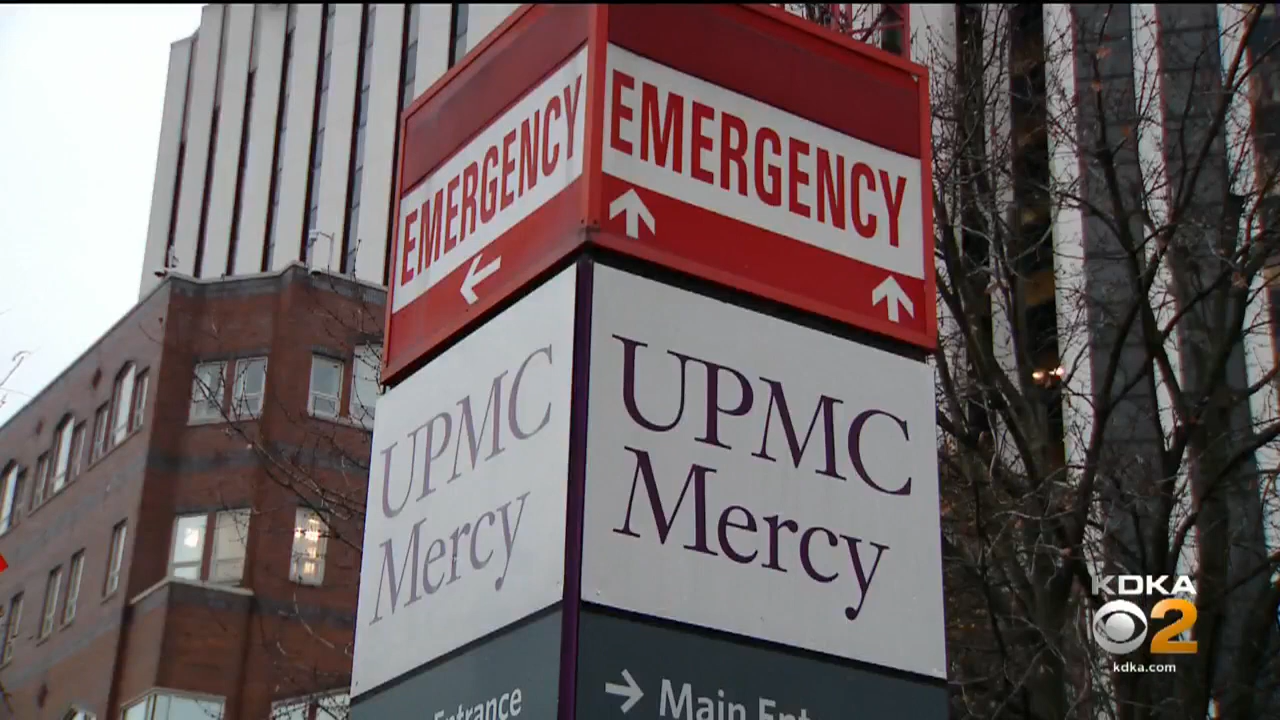 EMERGENCY
EMERGENCY
UPMC
Mercy
UPMC
Mercy
Entrance
Main
KDKA
2
kdka.com